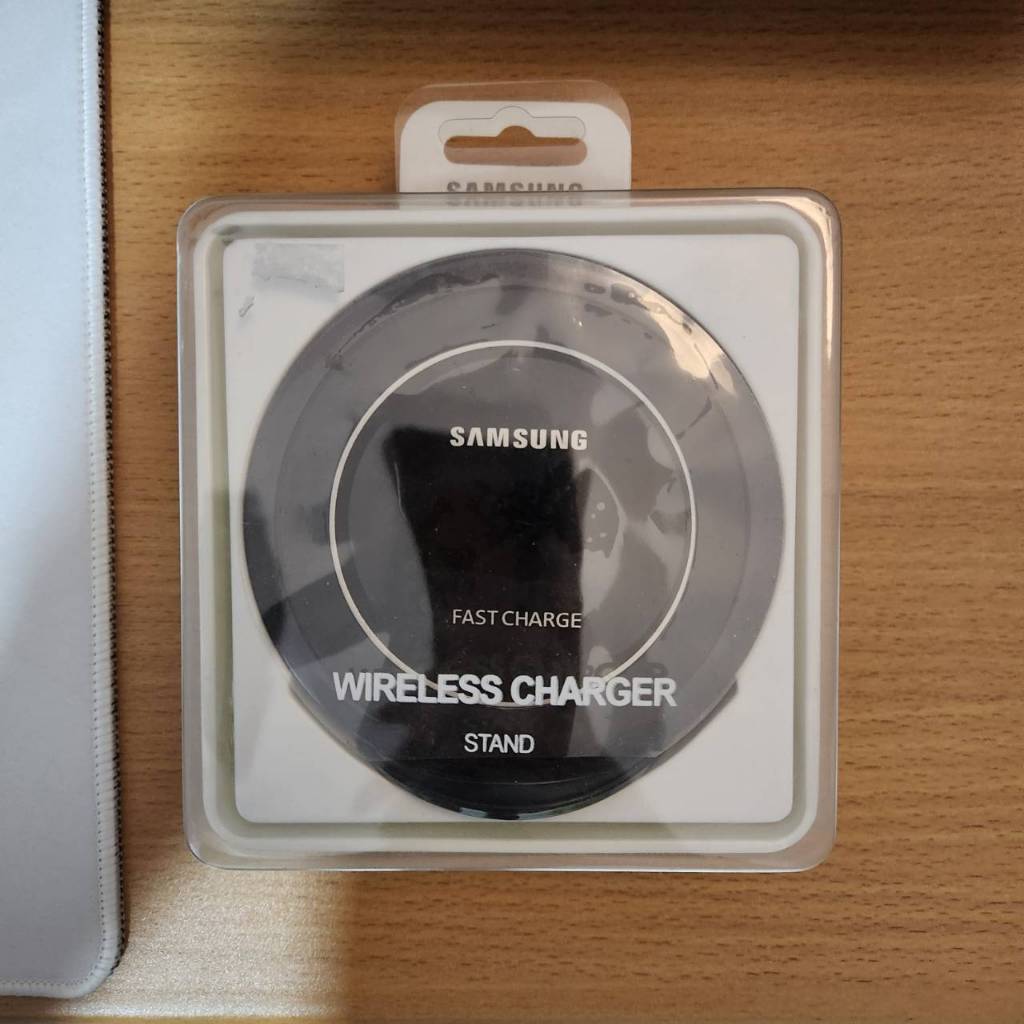 SAMSUNG
SAMSUNG
FAST CHARGE
WIRELESS CHARGER
STAND